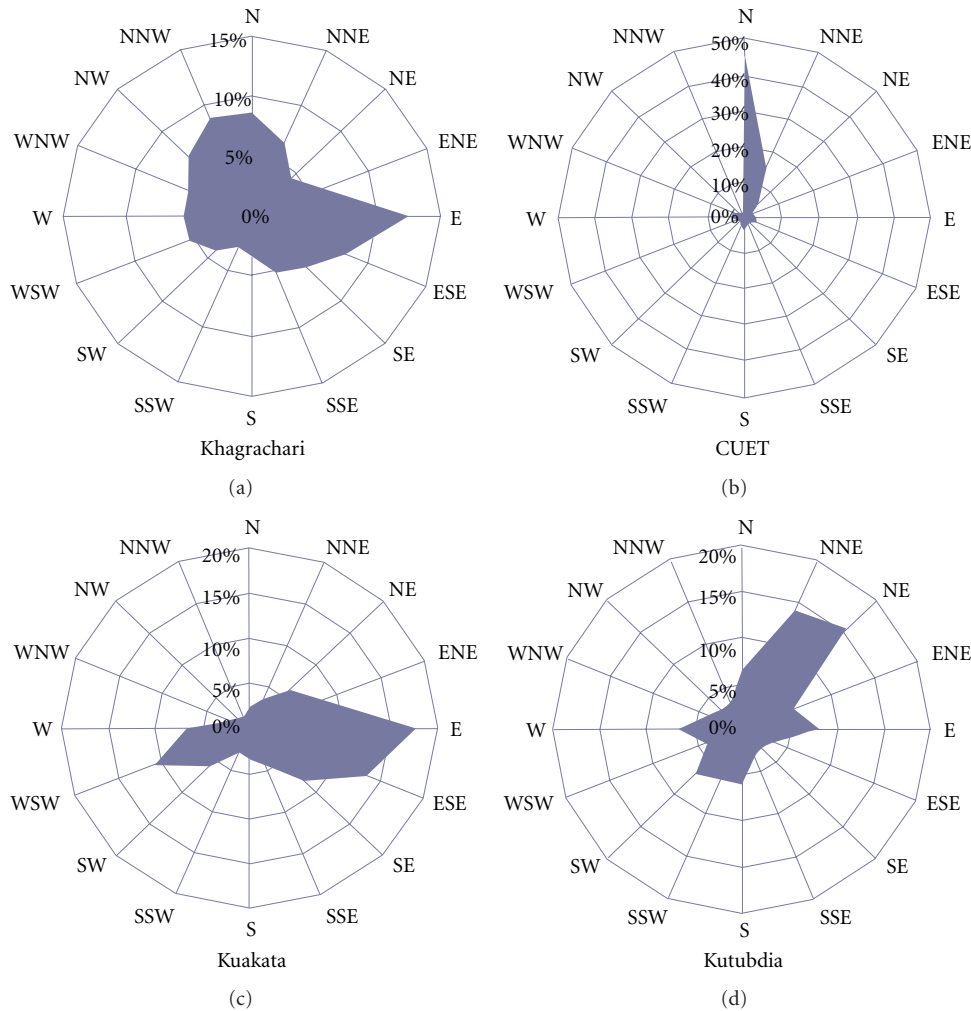 N N
NNW 15% NNE NNW 50% NNE
NW NE NW 40% NE
10%
WNW ENE WNW 30% ENE
5% 20%
10%
W 0% E W 0% E
WSW ESE WSW ESE
SW SE SW SE
SSW SSE SSW SSE
S S
Khagrachari CUET
(a) (b)
N N
NNW 20% NNE NNW 20% NNE
NW 15% NE NW 15% NE
WNW 10% ENE WNW 10% ENE
5% 5%
W 0% E W 0% E
WSW ESE WSW ESE
SW SE SW SE
SSW SSE SSW SSE
S S
Kuakata Kutubdia
(c) (d)